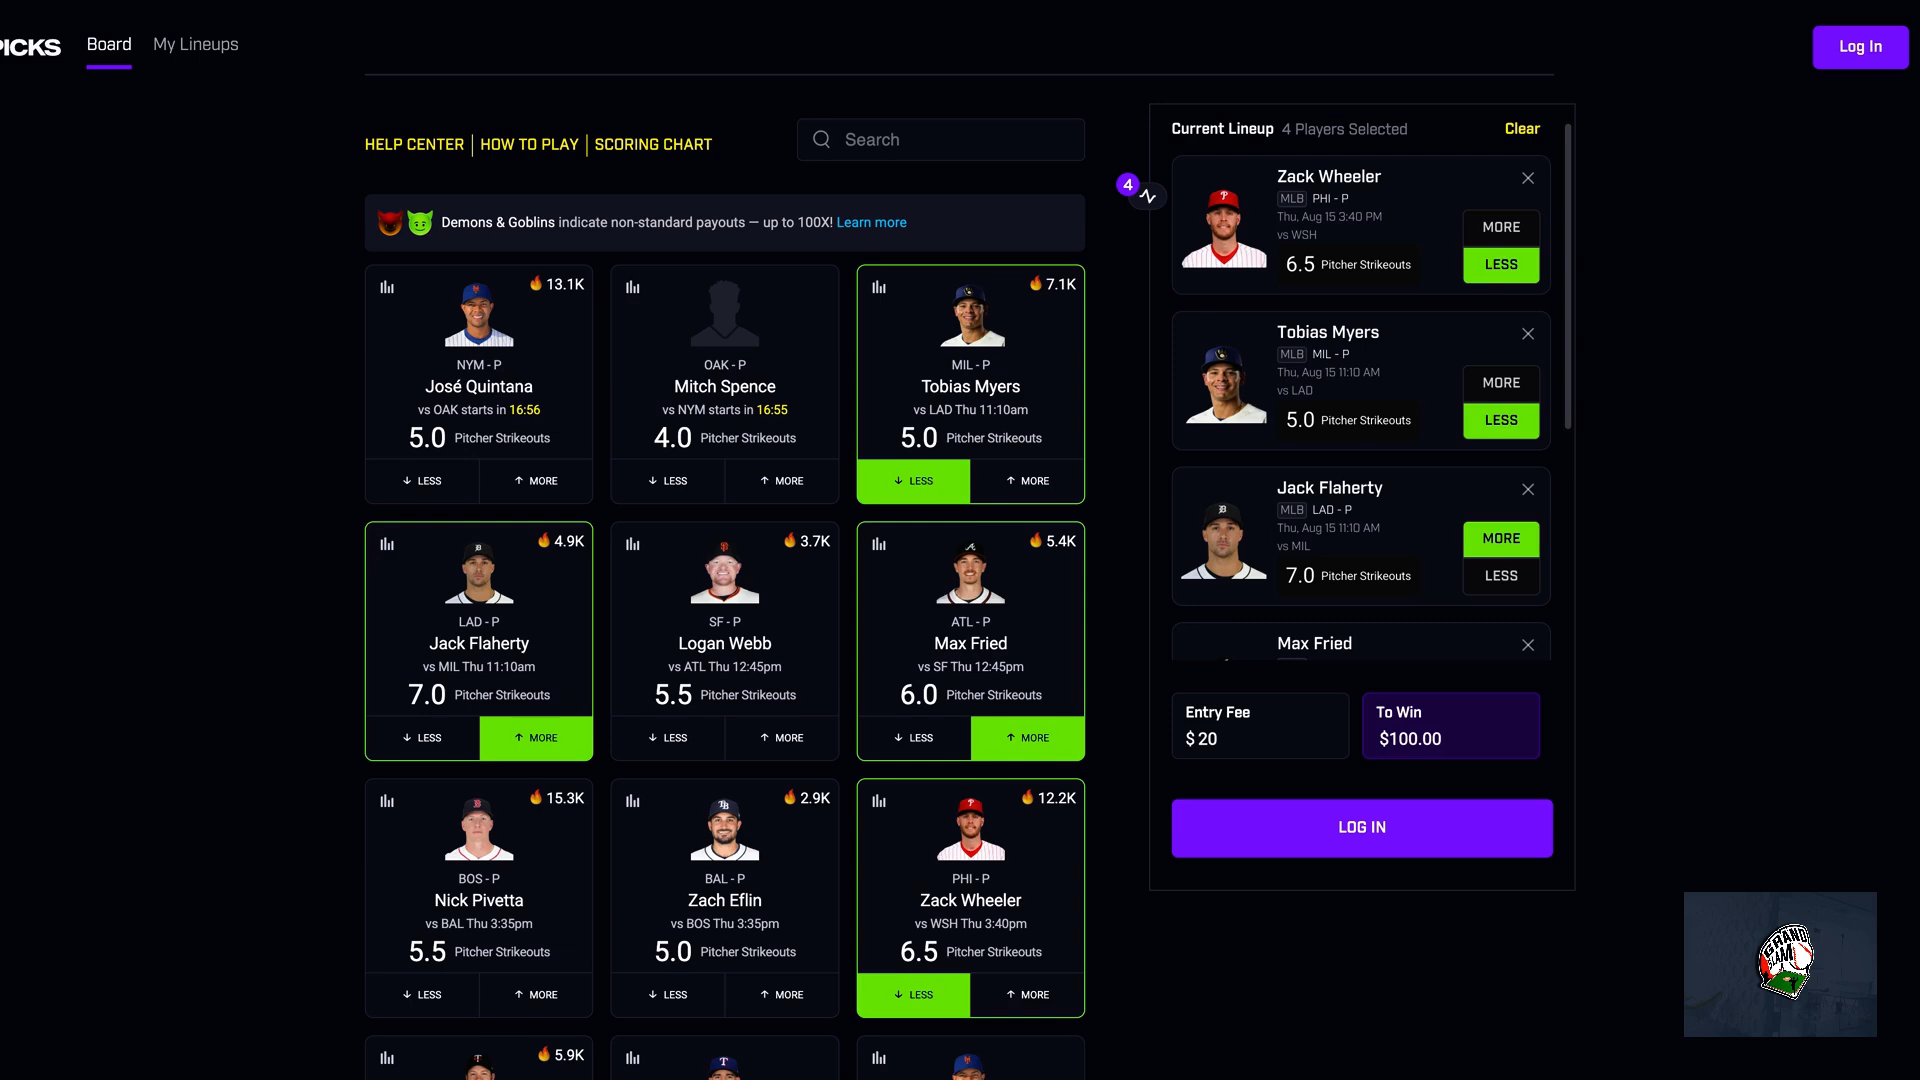 PICKS
Board
My Lineups
Log In
HELP CENTER
HOW TO PLAY
SCORING CHART
Search
Demons & Goblins indicate non-standard payouts — up to 100X! Learn more
13.1K
NYM - P
José Quintana
vs OAK starts in 16:56
5.0 Pitcher Strikeouts
↓ LESS
↑ MORE
OAK - P
Mitch Spence
vs NYM starts in 16:55
4.0 Pitcher Strikeouts
↓ LESS
↑ MORE
7.1K
MIL - P
Tobias Myers
vs LAD Thu 11:10am
5.0 Pitcher Strikeouts
↓ LESS
↑ MORE
4.9K
LAD - P
Jack Flaherty
vs MIL Thu 11:10am
7.0 Pitcher Strikeouts
↓ LESS
↑ MORE
3.7K
SF - P
Logan Webb
vs ATL Thu 12:45pm
5.5 Pitcher Strikeouts
↓ LESS
↑ MORE
5.4K
ATL - P
Max Fried
vs SF Thu 12:45pm
6.0 Pitcher Strikeouts
↓ LESS
↑ MORE
15.3K
BOS - P
Nick Pivetta
vs BAL Thu 3:35pm
5.5 Pitcher Strikeouts
↓ LESS
↑ MORE
2.9K
BAL - P
Zach Eflin
vs BOS Thu 3:35pm
5.0 Pitcher Strikeouts
↓ LESS
↑ MORE
12.2K
PHI - P
Zack Wheeler
vs WSH Thu 3:40pm
6.5 Pitcher Strikeouts
↓ LESS
↑ MORE
5.9K
Current Lineup 4 Players Selected
Clear
4
Zack Wheeler
MLB PHI - P
Thu, Aug 15 3:40 PM
vs WSH
6.5 Pitcher Strikeouts
MORE
LESS
Tobias Myers
MLB MIL - P
Thu, Aug 15 11:10 AM
vs LAD
5.0 Pitcher Strikeouts
MORE
LESS
Jack Flaherty
MLB LAD - P
Thu, Aug 15 11:10 AM
vs MIL
7.0 Pitcher Strikeouts
MORE
LESS
Max Fried
Entry Fee
$ 20
To Win
$100.00
LOG IN
GRAND
SLAM